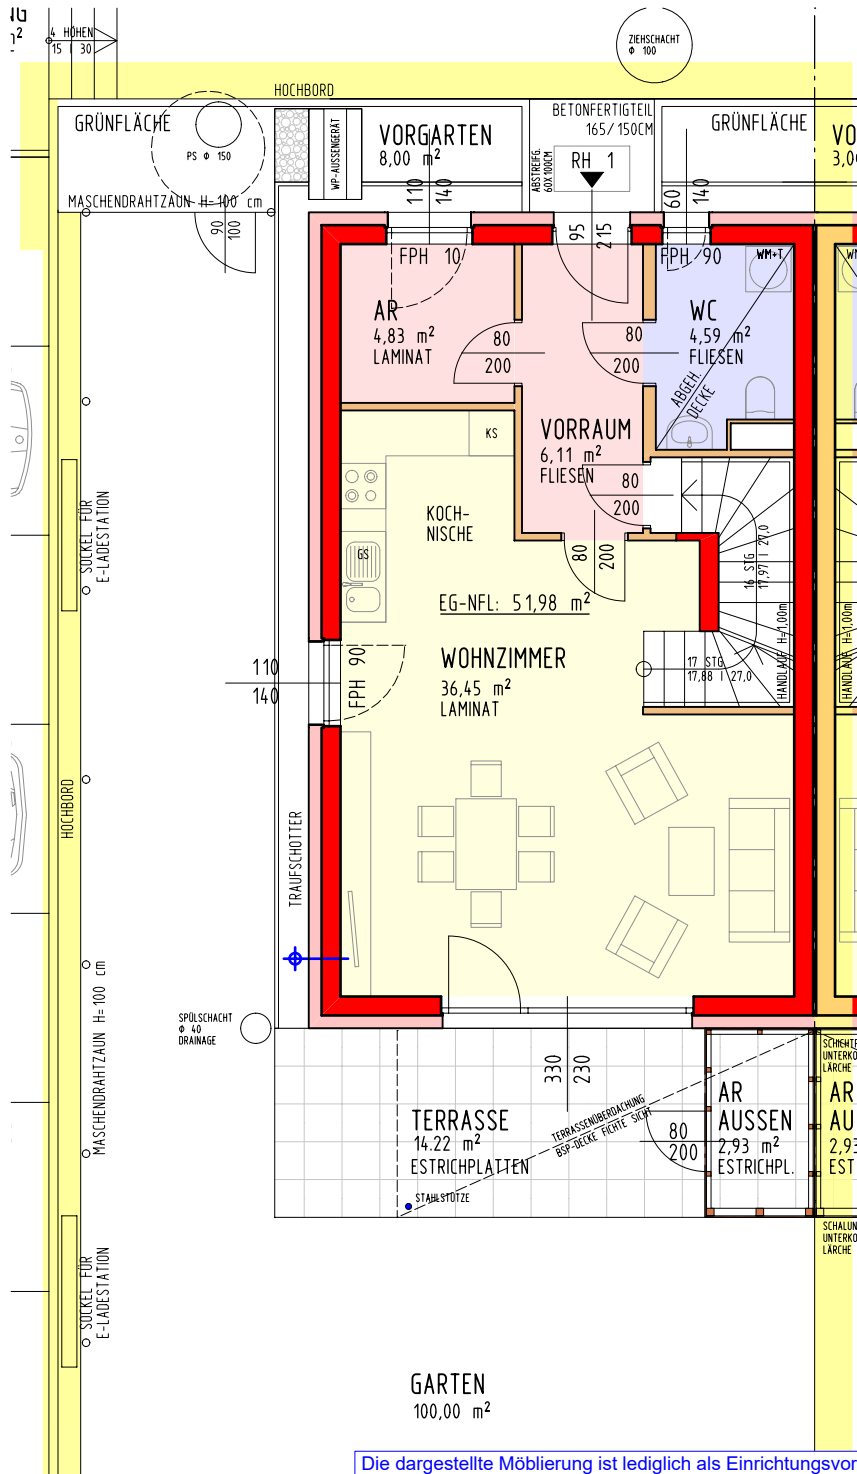 4 HÖHEN
15 | 30
ZIEHSCHACHT
Φ 100
HOCHBORD
GRÜNFLÄCHE
PS Φ 150
WP-AUSSENGERÄT
VORGARTEN
8,00 m²
BETONFERTIGTEIL
165/150CM
ABSTREIFG.
60X100CM
RH 1
GRÜNFLÄCHE
MASCHENDRAHTZAUN H=100 cm
90
100
110
140
95
215
60
140
FPH 10
FPH 90
WM+T
AR
4,83 m²
LAMINAT
80
200
80
200
WC
4,59 m²
FLIESEN
ABGEH.
DECKE
VORRAUM
6,11 m²
FLIESEN
80
200
KS
KOCH-
NISCHE
GS
80
200
16 STG
17,97 | 27,0
EG-NFL: 51,98 m²
WOHNZIMMER
36,45 m²
LAMINAT
17 STG
17,88 | 27,0
HANDLAUF H=1,00m
HANDLAUF H=1,00m
110
140
FPH 90
SOCKEL FÜR
E-LADESTATION
HOCHBORD
TRAUFSCHOTTER
MASCHENDRAHTZAUN H=100 cm
SPÜLSCHACHT
Φ 40
DRAINAGE
330
230
TERRASSE
14.22 m²
ESTRICHPLATTEN
TERRASSENÜBERDACHUNG
BSP-DECKE FICHTE SICHT
STAHLSTÜTZE
80
200
AR
AUSSEN
2,93 m²
ESTRICHPL.
AR
LÄRCHE
LÄRCHE
SOCKEL FÜR
E-LADESTATION
GARTEN
100,00 m²
Die dargestellte Möblierung ist lediglich als